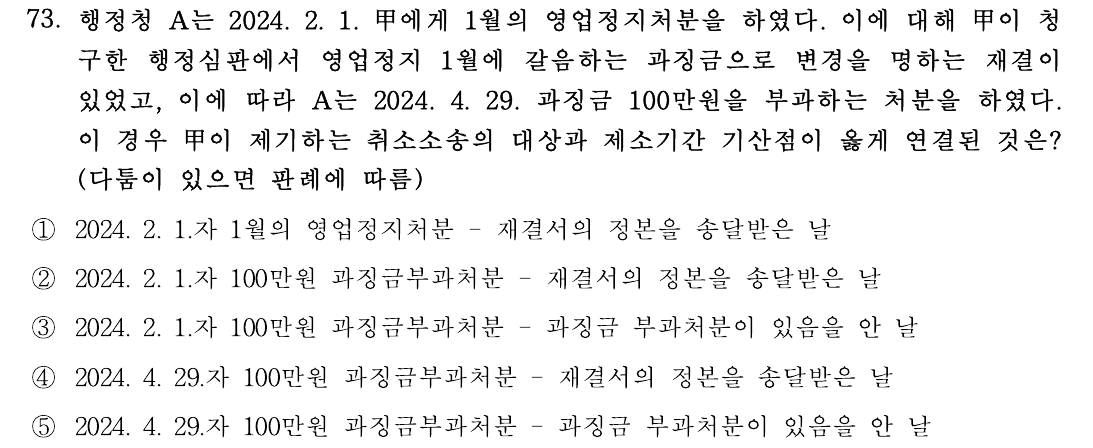 73. 행정청 A는 2024. 2. 1. 甲에게 1월의 영업정지처분을 하였다. 이에 대해 甲이 청
구한 행정심판에서 영업정지 1월에 갈음하는 과징금으로 변경을 명하는 재결이
있었고, 이에 따라 A는 2024. 4. 29. 과징금 100만원을 부과하는 처분을 하였다.
이 경우 甲이 제기하는 취소소송의 대상과 제소기간 기산점이 옳게 연결된 것은?
(다툼이 있으면 판례에 따름)
① 2024. 2. 1.자 1월의 영업정지처분 - 재결서의 정본을 송달받은 날
② 2024. 2. 1.자 100만원 과징금부과처분 - 재결서의 정본을 송달받은 날
③ 2024. 2. 1.자 100만원 과징금부과처분 - 과징금 부과처분이 있음을 안 날
④ 2024. 4. 29.자 100만원 과징금부과처분 - 재결서의 정본을 송달받은 날
⑤ 2024. 4. 29.자 100만원 과징금부과처분 - 과징금 부과처분이 있음을 안 날